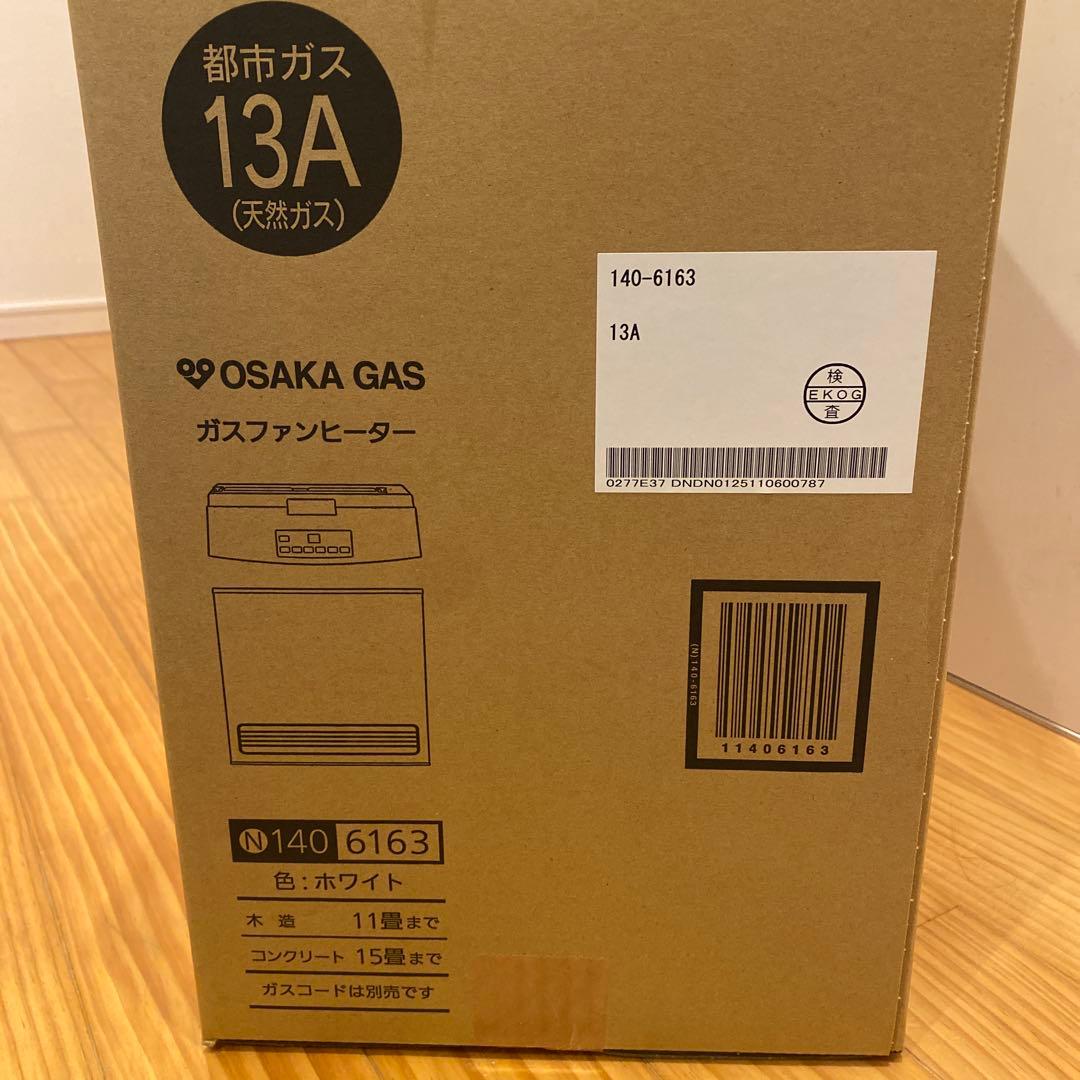 都市ガス
13A
(天然ガス)
140-6163
13A
検
EKOG
査
0277E37 DNDN0125110600787
OSAKA GAS
ガスファンヒーター
(N)140-6163
11406163
N 140 6163
色:ホワイト
木造 11畳まで
コンクリート 15畳まで
ガスコードは別売です